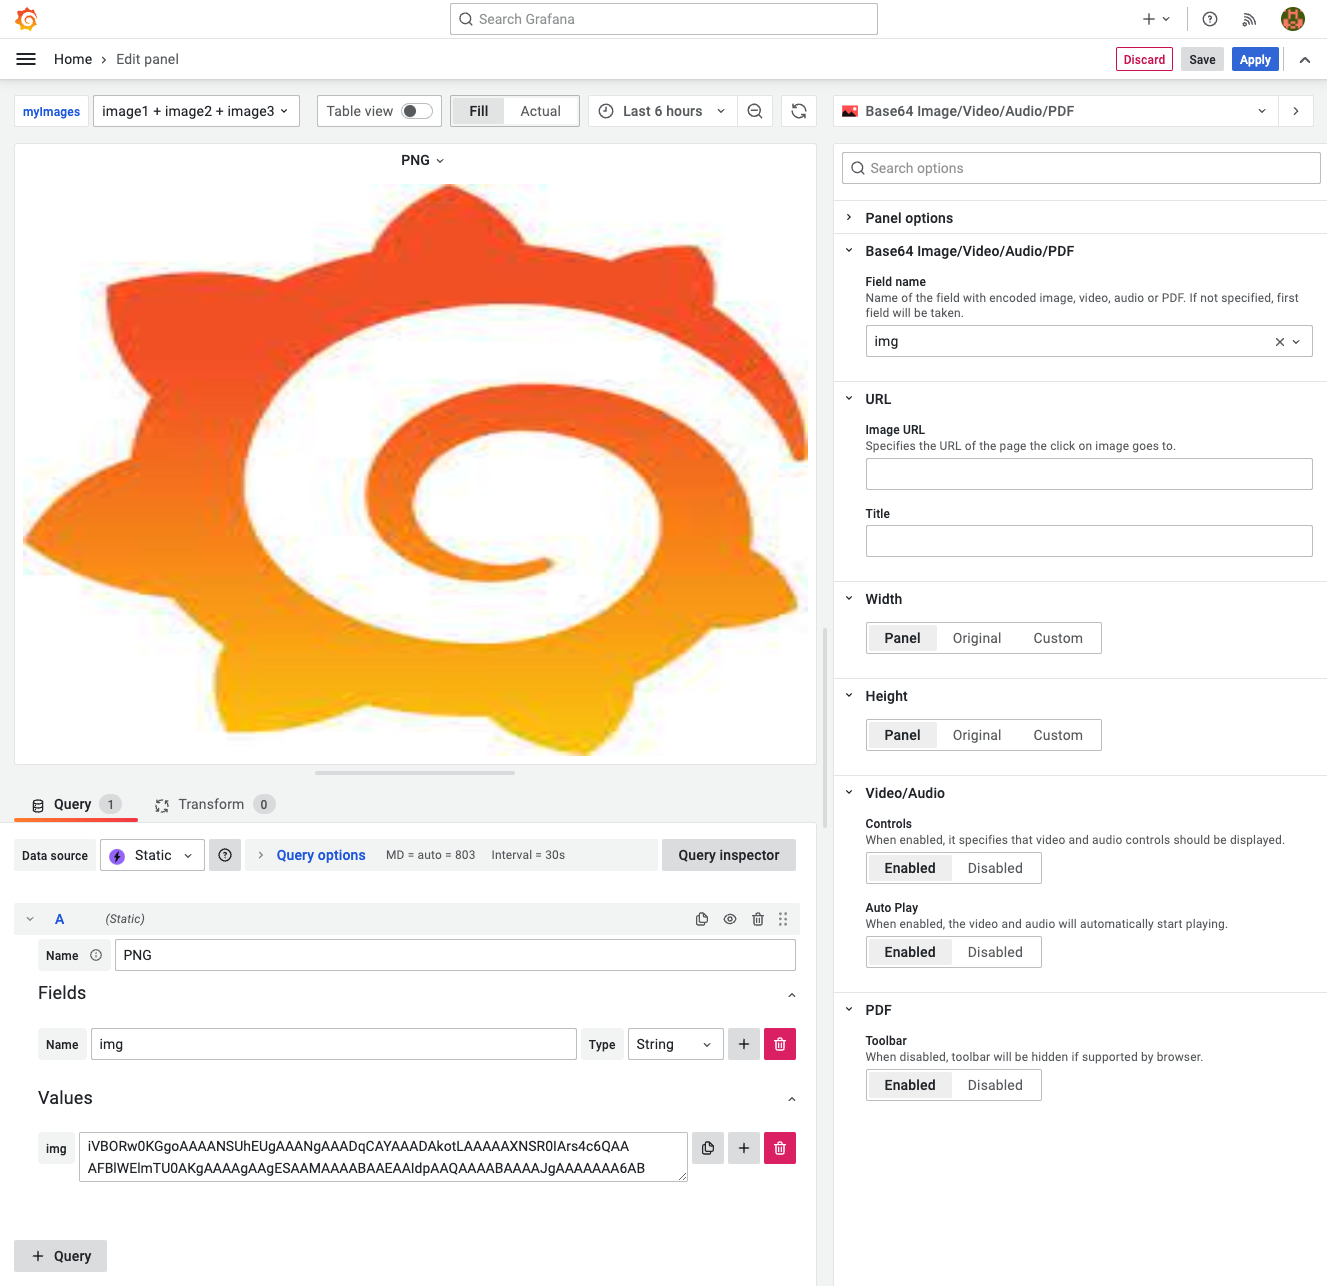 Search Grafana
Home › Edit panel
Discard
Save
Apply
myImages
image1 + image2 + image3
Table view
Fill
Actual
Last 6 hours
Base64 Image/Video/Audio/PDF
PNG
Search options
Panel options
Base64 Image/Video/Audio/PDF
Field name
Name of the field with encoded image, video, audio or PDF. If not specified, first
field will be taken.
img
URL
Image URL
Specifies the URL of the page the click on image goes to.
Title
Width
Panel Original Custom
Height
Panel Original Custom
Video/Audio
Controls
When enabled, it specifies that video and audio controls should be displayed.
Enabled Disabled
Auto Play
When enabled, the video and audio will automatically start playing.
Enabled Disabled
PDF
Toolbar
When disabled, toolbar will be hidden if supported by browser.
Enabled Disabled
Query 1
Transform 0
Data source
Static
Query options
MD = auto = 803
Interval = 30s
Query inspector
A
(Static)
Name
PNG
Fields
Name
img
Type
String
Values
img
iVBORw0KGgoAAAANSUhEUgAAANgAAADqCAYAAADAkotLAAAAAXNSR0IArs4c6QAA
AFBlWElmTU0AKgAAAAgAAgESAAMAAAABAAEAAIdpAAQAAAABAAAAJgAAAAAAA6AB
+ Query